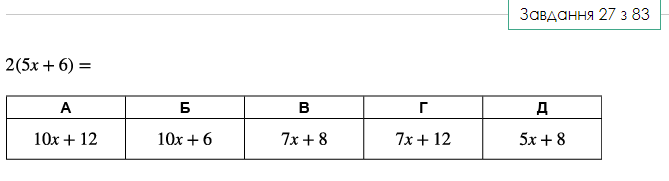 Завдання 27 з 83
2(5x + 6) =
А Б В Г Д
10x + 12 10x + 6 7x + 8 7x + 12 5x + 8